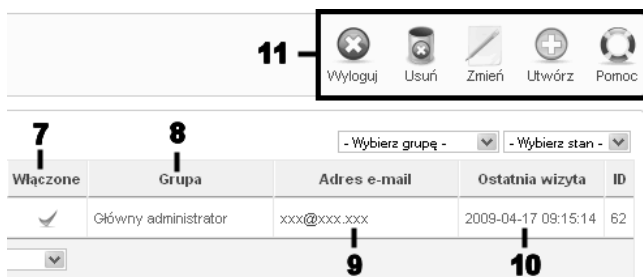 11
Wyloguj Usuń Zmień Utwórz Pomoc
7 8
- Wybierz grupę - - Wybierz stan -
Włączone Grupa Adres e-mail Ostatnia wizyta ID
Główny administrator xxx@xxx.xxx 2009-04-17 09:15:14 62
9 10